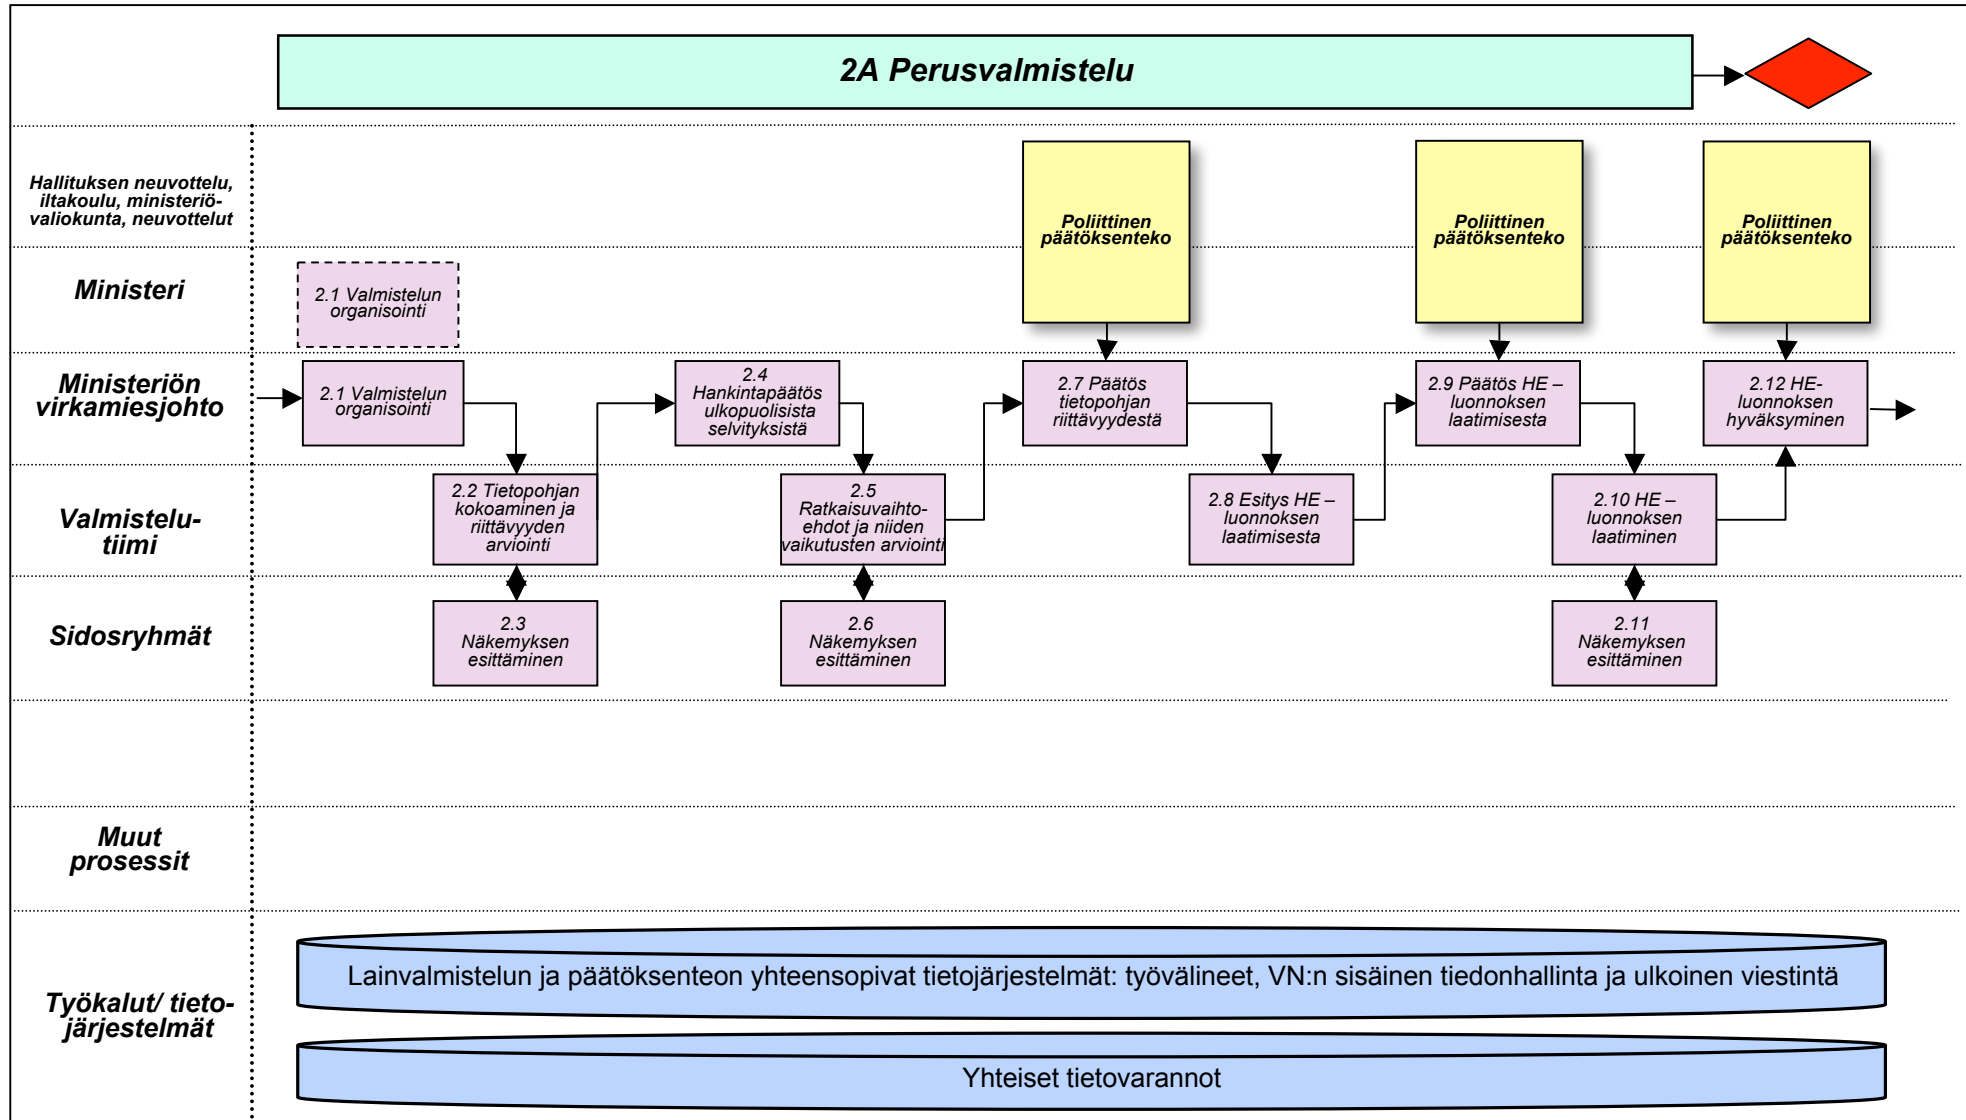 2A Perusvalmistelu
Hallituksen neuvottelu,
iltakoulu, ministeriö-
valiokunta, neuvottelut
Poliittinen
päätöksenteko
Poliittinen
päätöksenteko
Poliittinen
päätöksenteko
Ministeri
2.1 Valmistelun
organisointi
Ministeriön
virkamiesjohto
2.1 Valmistelun
organisointi
2.4
Hankintapäätös
ulkopuolisista
selvityksistä
2.7 Päätös
tietopohjan
riittävyydestä
2.9 Päätös HE –
luonnoksen
laatimisesta
2.12 HE-
luonnoksen
hyväksyminen
Valmistelu-
tiimi
2.2 Tietopohjan
kokoaminen ja
riittävyyden
arviointi
2.5
Ratkaisuvaihto-
ehdot ja niiden
vaikutusten arviointi
2.8 Esitys HE –
luonnoksen
laatimisesta
2.10 HE –
luonnoksen
laatiminen
Sidosryhmät
2.3
Näkemyksen
esittäminen
2.6
Näkemyksen
esittäminen
2.11
Näkemyksen
esittäminen
Muut
prosessit
Työkalut/ tieto-
järjestelmät
Lainvalmistelun ja päätöksenteon yhteensopivat tietojärjestelmät: työvälineet, VN:n sisäinen tiedonhallinta ja ulkoinen viestintä
Yhteiset tietovarannot